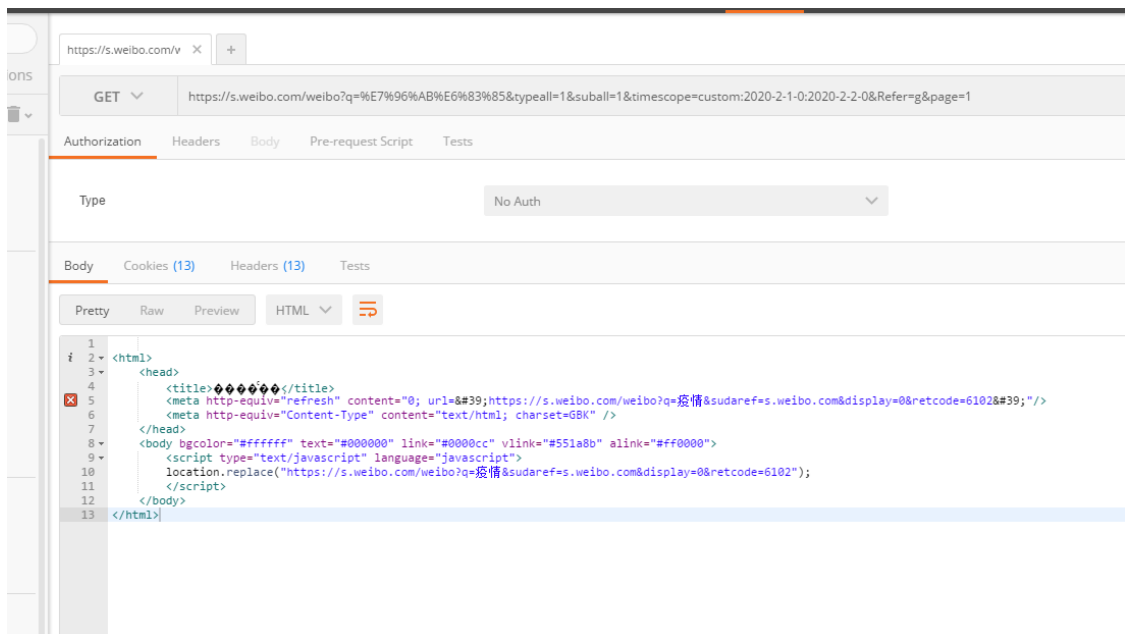 https://s.weibo.com/w
ons
GET
https://s.weibo.com/weibo?q=%E7%96%AB%E6%83%85&typeall=1&suball=1&timescope=custom:2020-2-1-0:2020-2-2-0&Refer=g&page=1
Authorization Headers Body Pre-request Script Tests
Type No Auth
Body Cookies (13) Headers (13) Tests
Pretty Raw Preview HTML
1
i 2 <html>
3 <head>
4 <title>������</title>
5 <meta http-equiv="refresh" content="0; url=&#39;https://s.weibo.com/weibo?q=疫情&sudaref=s.weibo.com&display=0&retcode=6102&#39;"/>
6 <meta http-equiv="Content-Type" content="text/html; charset=GBK" />
7 </head>
8 <body bgcolor="#ffffff" text="#000000" link="#0000cc" vlink="#551a8b" alink="#ff0000">
9 <script type="text/javascript" language="javascript">
10 location.replace("https://s.weibo.com/weibo?q=疫情&sudaref=s.weibo.com&display=0&retcode=6102");
11 </script>
12 </body>
13 </html>